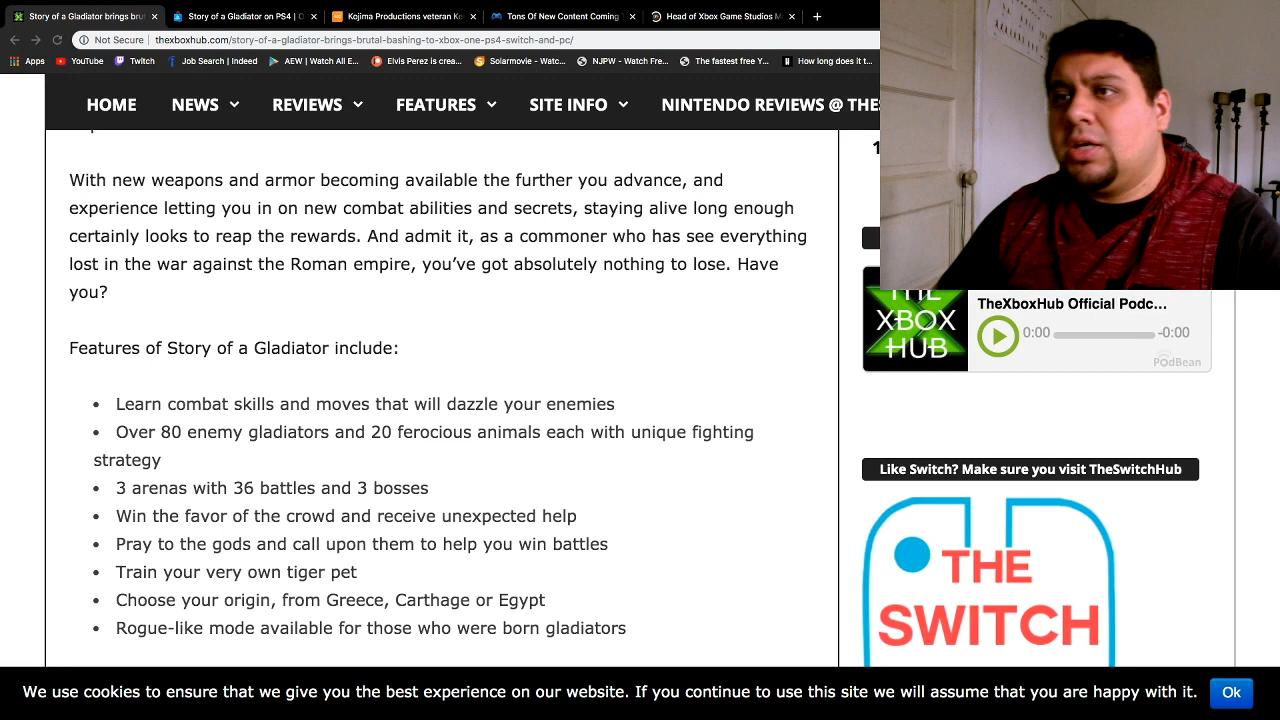 Story of a Gladiator brings brut
Story of a Gladiator on PS4 | O
Kojima Productions veteran Ke
Tons Of New Content Coming
Head of Xbox Game Studios M
Not Secure | thexboxhub.com/story-of-a-gladiator-brings-brutal-bashing-to-xbox-one-ps4-switch-and-pc/
Apps YouTube Twitch Job Search | Indeed AEW | Watch All E... Elvis Perez is crea... Solarmovie - Watc... NJPW - Watch Fre... The fastest free Y... How long does it t...
HOME NEWS REVIEWS FEATURES SITE INFO NINTENDO REVIEWS @ THES
With new weapons and armor becoming available the further you advance, and
experience letting you in on new combat abilities and secrets, staying alive long enough
certainly looks to reap the rewards. And admit it, as a commoner who has see everything
lost in the war against the Roman empire, you’ve got absolutely nothing to lose. Have
you?
Features of Story of a Gladiator include:
• Learn combat skills and moves that will dazzle your enemies
• Over 80 enemy gladiators and 20 ferocious animals each with unique fighting
strategy
• 3 arenas with 36 battles and 3 bosses
• Win the favor of the crowd and receive unexpected help
• Pray to the gods and call upon them to help you win battles
• Train your very own tiger pet
• Choose your origin, from Greece, Carthage or Egypt
• Rogue-like mode available for those who were born gladiators
THE
XBOX
HUB
TheXboxHub Official Podc...
0:00 -0:00
PodBean
Like Switch? Make sure you visit TheSwitchHub
THE
SWITCH
We use cookies to ensure that we give you the best experience on our website. If you continue to use this site we will assume that you are happy with it. Ok